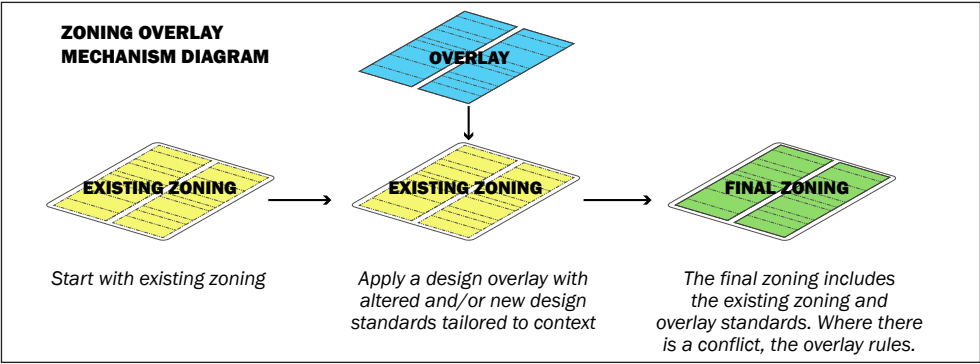 ZONING OVERLAY
MECHANISM DIAGRAM
OVERLAY
EXISTING ZONING
EXISTING ZONING
FINAL ZONING
Start with existing zoning
Apply a design overlay with
altered and/or new design
standards tailored to context
The final zoning includes
the existing zoning and
overlay standards. Where there
is a conflict, the overlay rules.